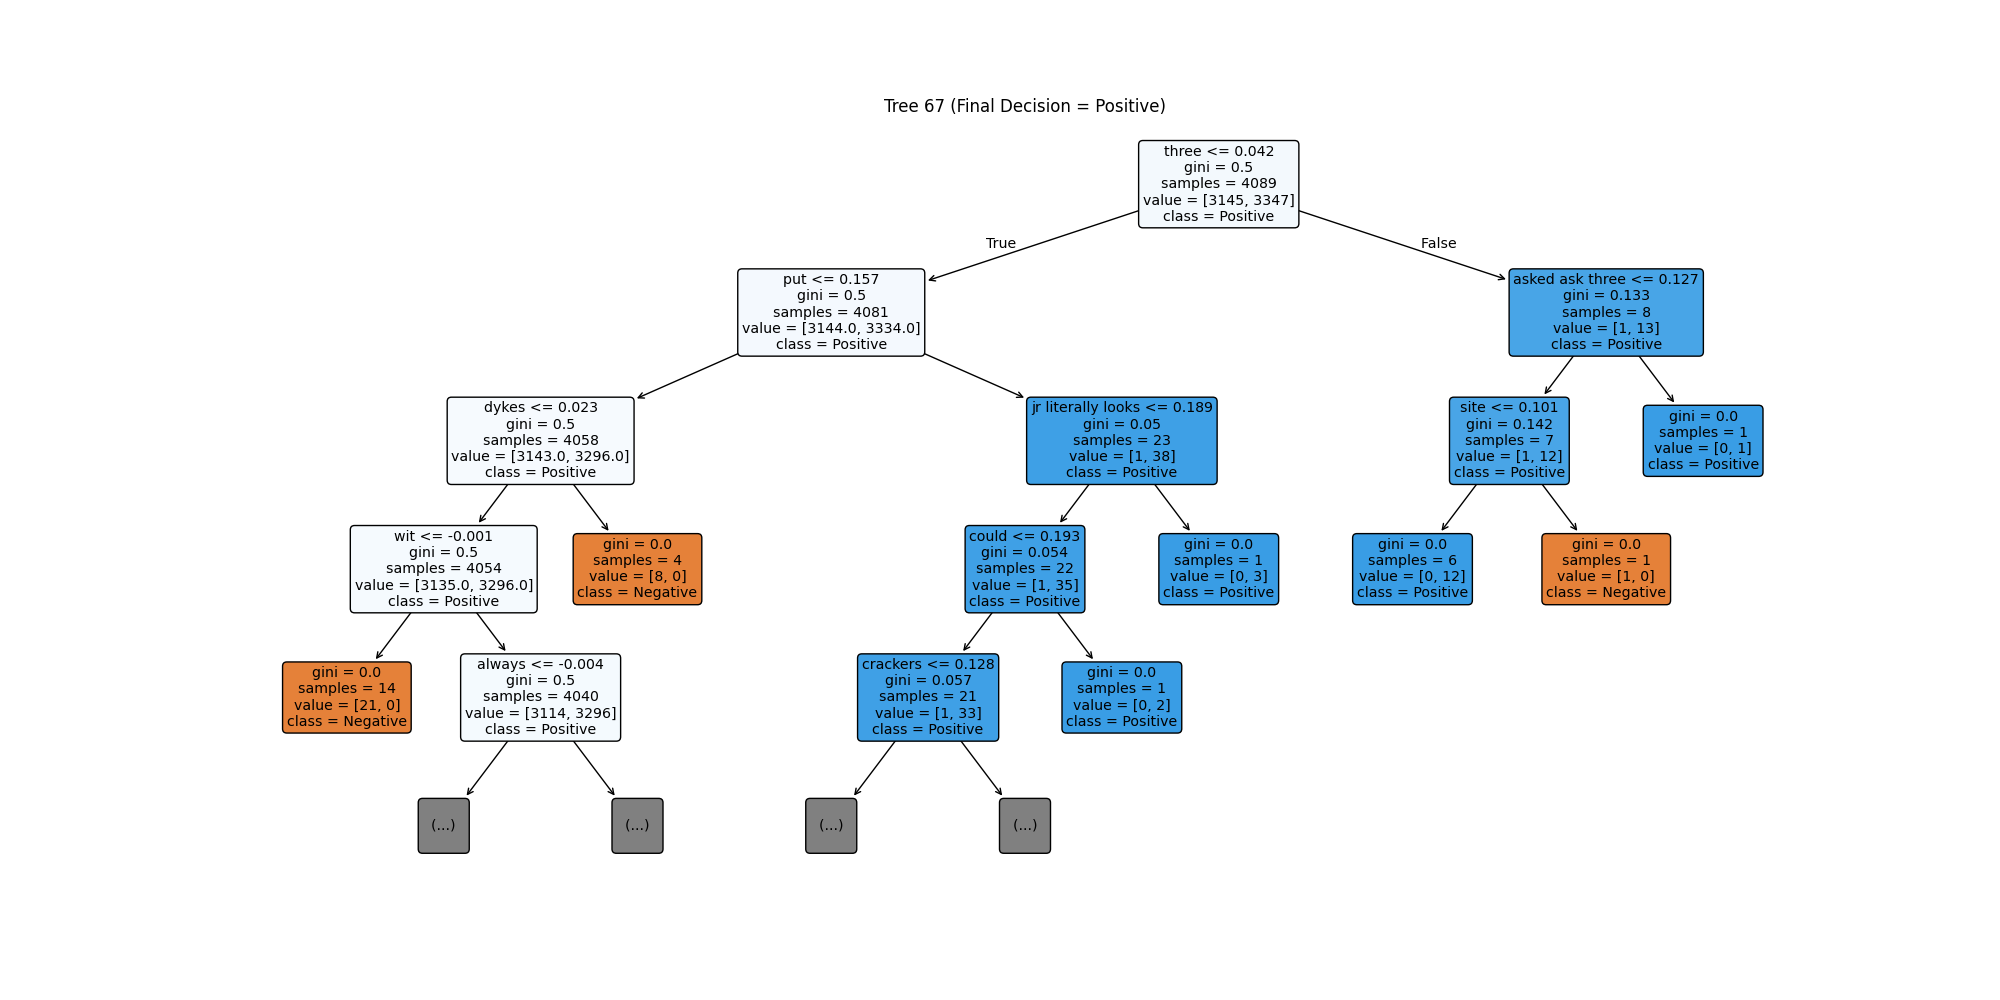 Tree 67 (Final Decision = Positive)
three <= 0.042
gini = 0.5
samples = 4089
value = [3145, 3347]
class = Positive
True
False
put <= 0.157
gini = 0.5
samples = 4081
value = [3144.0, 3334.0]
class = Positive
asked ask three <= 0.127
gini = 0.133
samples = 8
value = [1, 13]
class = Positive
dykes <= 0.023
gini = 0.5
samples = 4058
value = [3143.0, 3296.0]
class = Positive
jr literally looks <= 0.189
gini = 0.05
samples = 23
value = [1, 38]
class = Positive
site <= 0.101
gini = 0.142
samples = 7
value = [1, 12]
class = Positive
gini = 0.0
samples = 1
value = [0, 1]
class = Positive
wit <= -0.001
gini = 0.5
samples = 4054
value = [3135.0, 3296.0]
class = Positive
gini = 0.0
samples = 4
value = [8, 0]
class = Negative
could <= 0.193
gini = 0.054
samples = 22
value = [1, 35]
class = Positive
gini = 0.0
samples = 1
value = [0, 3]
class = Positive
gini = 0.0
samples = 6
value = [0, 12]
class = Positive
gini = 0.0
samples = 1
value = [1, 0]
class = Negative
gini = 0.0
samples = 14
value = [21, 0]
class = Negative
always <= -0.004
gini = 0.5
samples = 4040
value = [3114, 3296]
class = Positive
crackers <= 0.128
gini = 0.057
samples = 21
value = [1, 33]
class = Positive
gini = 0.0
samples = 1
value = [0, 2]
class = Positive
(...)
(...)
(...)
(...)